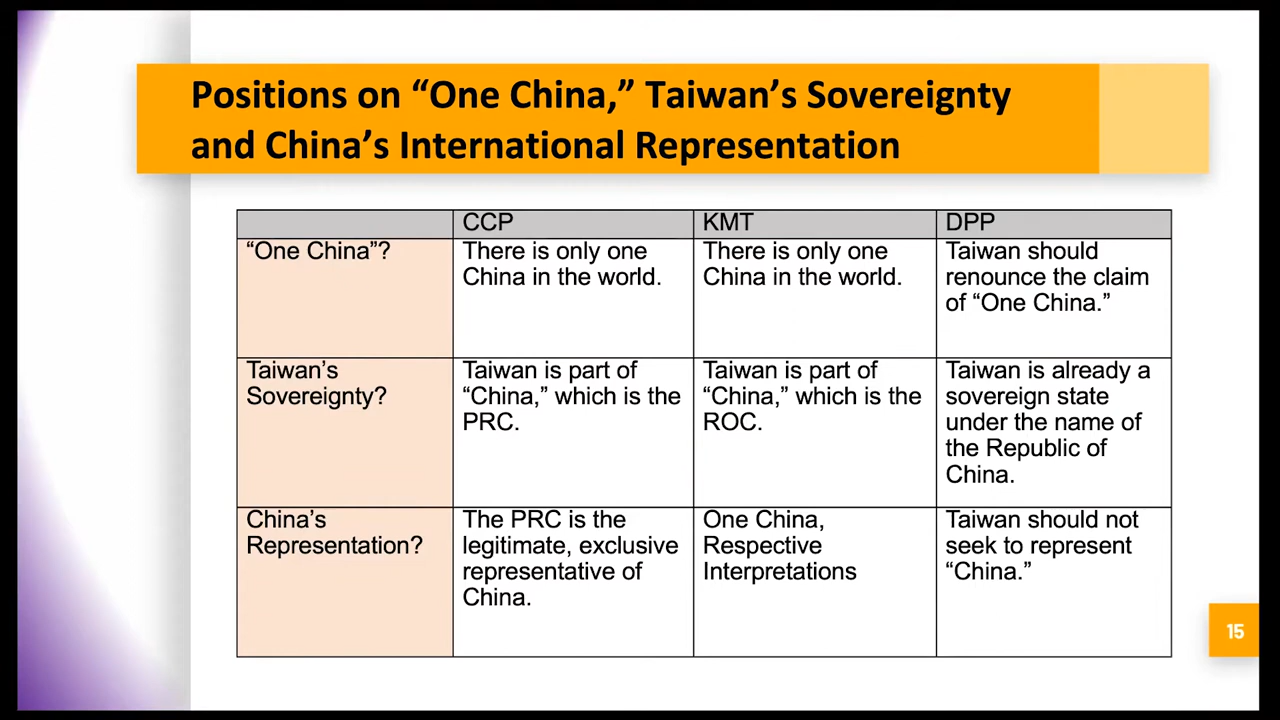 Positions on “One China,” Taiwan’s Sovereignty
and China’s International Representation
CCP
KMT
DPP
“One China”?
There is only one
China in the world.
There is only one
China in the world.
Taiwan should
renounce the claim
of “One China.”
Taiwan’s
Sovereignty?
Taiwan is part of
“China,” which is the
PRC.
Taiwan is part of
“China,” which is the
ROC.
Taiwan is already a
sovereign state
under the name of
the Republic of
China.
China’s
Representation?
The PRC is the
legitimate, exclusive
representative of
China.
One China,
Respective
Interpretations
Taiwan should not
seek to represent
“China.”
15